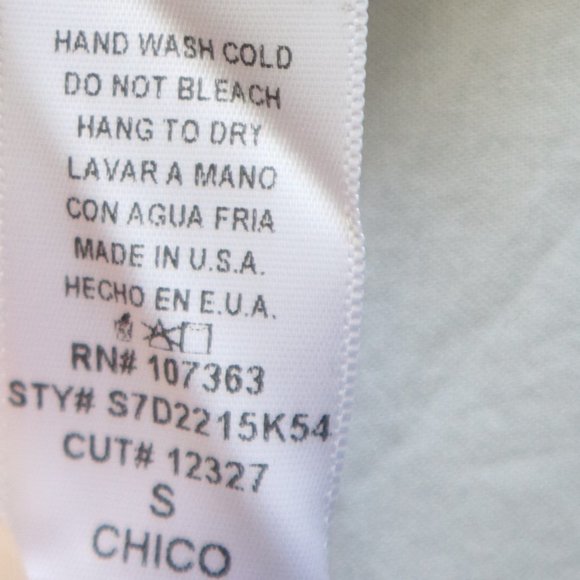 HAND WASH COLD
DO NOT BLEACH
HANG TO DRY
LAVAR A MANO
CON AGUA FRIA
MADE IN U.S.A.
HECHO EN E.U.A.
RN# 107363
STY# S7D2215K54
CUT# 12327
S
CHICO